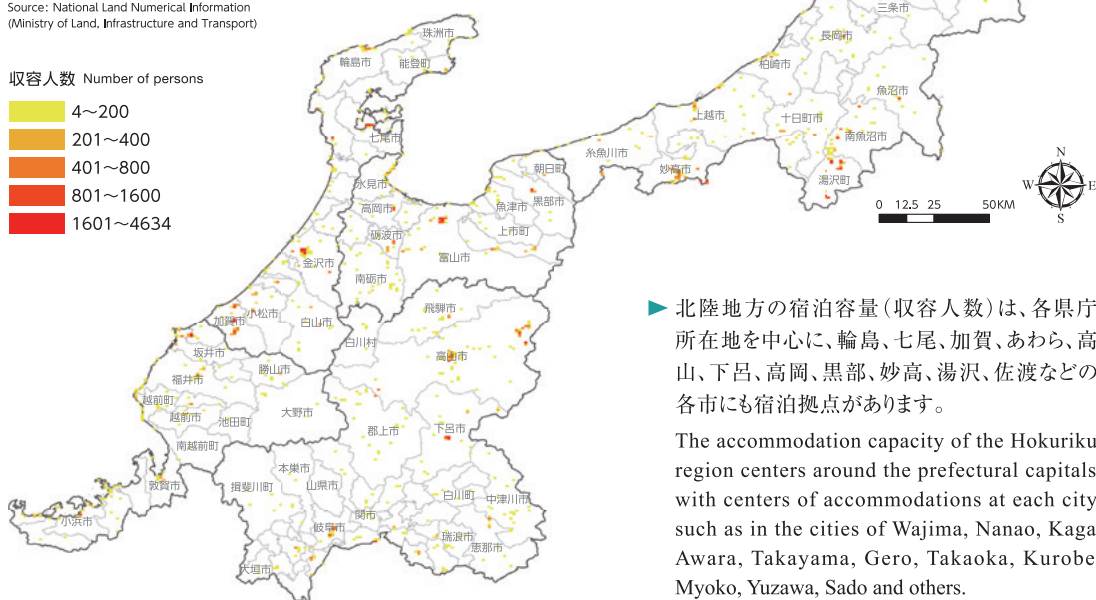 Source: National Land Numerical Information
(Ministry of Land, Infrastructure and Transport)
収容人数 Number of persons
4〜200
201〜400
401〜800
801〜1600
1601〜4634
珠洲市
輪島市
能登町
七尾市
三条市
長岡市
柏崎市
魚沼市
上越市
十日町市
南魚沼市
糸魚川市
妙高市
湯沢町
N
W
E
S
0 12.5 25 50KM
朝日町
氷見市
黒部市
高岡市
魚津市
上市町
砺波市
富山市
金沢市
南砺市
飛騨市
小松市
加賀市
白山市
白川村
坂井市
高山市
勝山市
福井市
越前町
越前市
池田町
大野市
郡上市
下呂市
南越前町
本巣市
敦賀市
揖斐川町
山県市
白川町
中津川市
小浜市
関市
岐阜市
瑞浪市
恵那市
大垣市
▶ 北陸地方の宿泊容量(収容人数)は、各県庁
所在地を中心に、輪島、七尾、加賀、あわら、高
山、下呂、高岡、黒部、妙高、湯沢、佐渡などの
各市にも宿泊拠点があります。
The accommodation capacity of the Hokuriku
region centers around the prefectural capitals
with centers of accommodations at each city
such as in the cities of Wajima, Nanao, Kaga
Awara, Takayama, Gero, Takaoka, Kurobe
Myoko, Yuzawa, Sado and others.